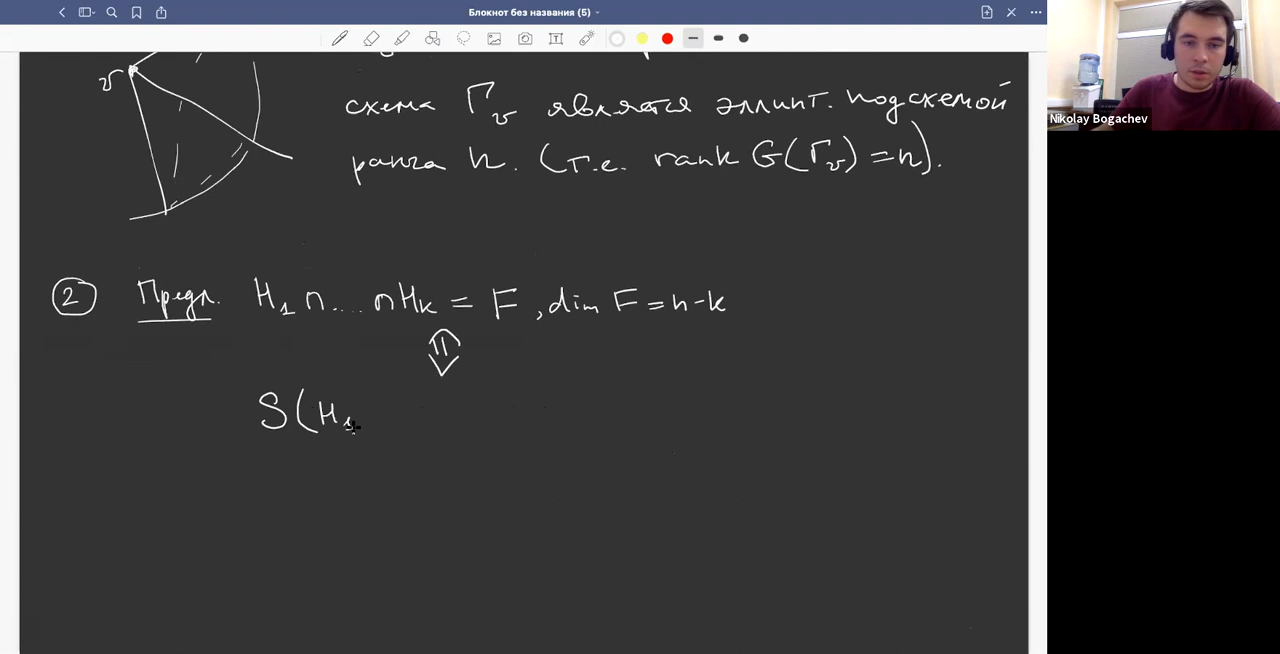 Блокнот без названия (5)
Nikolay Bogachev
v
схема Γ_v является эллипт. подсхемой
ранга n. (т.е. rank G(Γ_v) = n).
② Предл. H_1 ∩ .... ∩ H_k = F, dim F = n-k
⇕
S(H_1